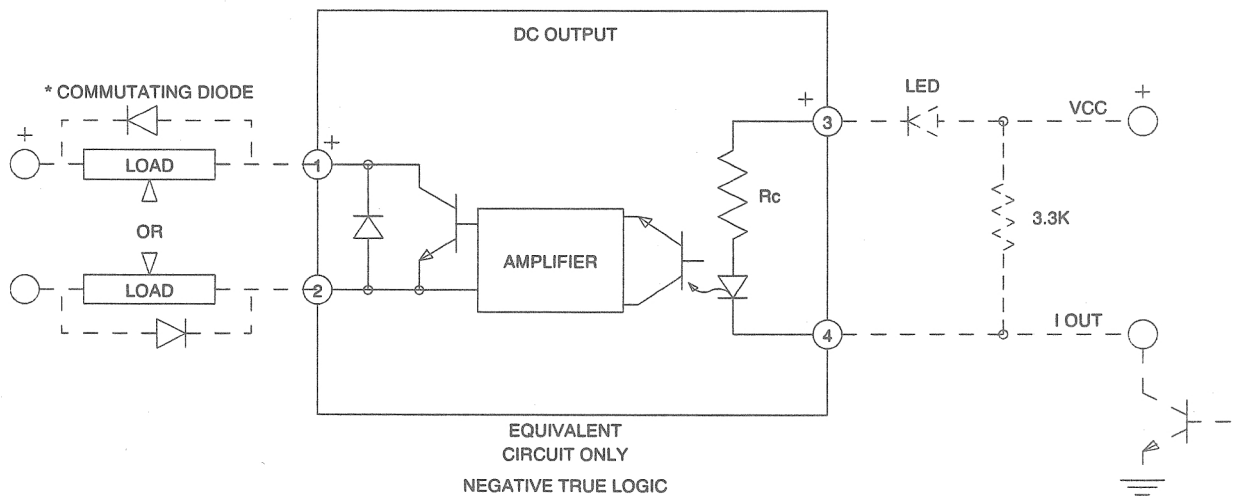 DC OUTPUT
* COMMUTATING DIODE
LED
+
+
+
VCC
3
+
1
LOAD
Rc
3.3K
OR
AMPLIFIER
LOAD
2
I OUT
4
EQUIVALENT
CIRCUIT ONLY
NEGATIVE TRUE LOGIC